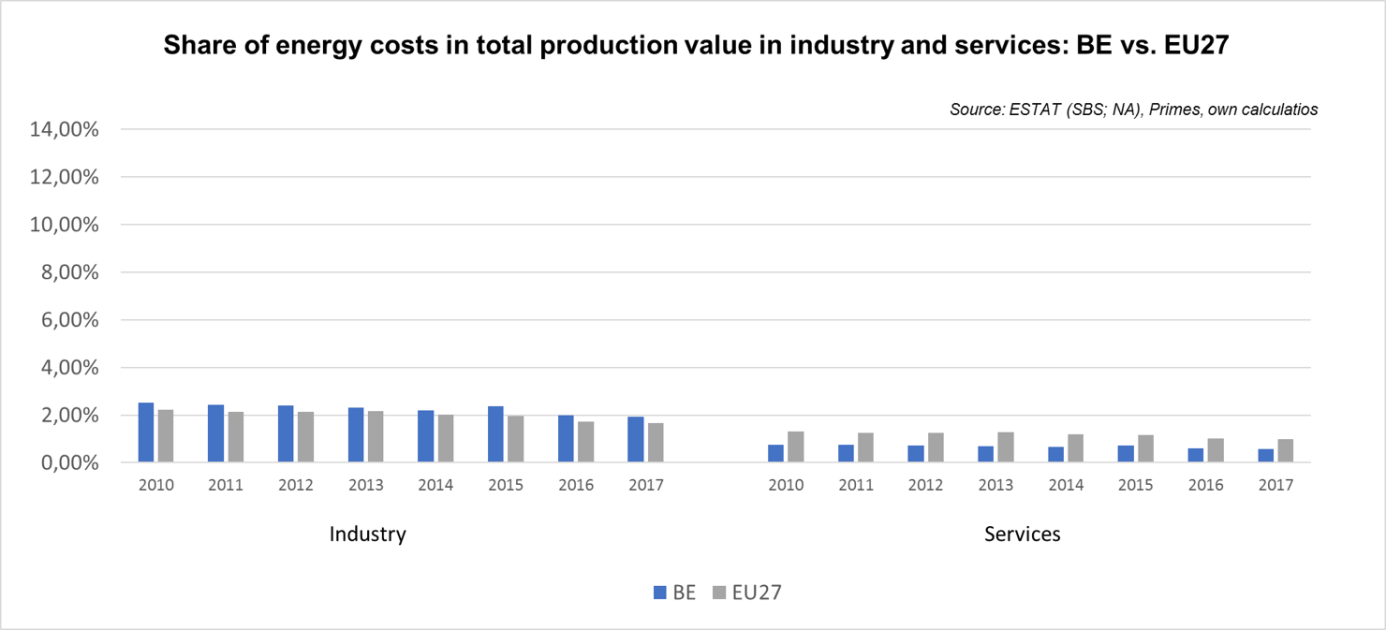 Share of energy costs in total production value in industry and services: BE vs. EU27
Source: ESTAT (SBS; NA), Primes, own calculatios
14,00%
12,00%
10,00%
8,00%
6,00%
4,00%
2,00%
0,00%
2010 2011 2012 2013 2014 2015 2016 2017 2010 2011 2012 2013 2014 2015 2016 2017
Industry Services
BE EU27